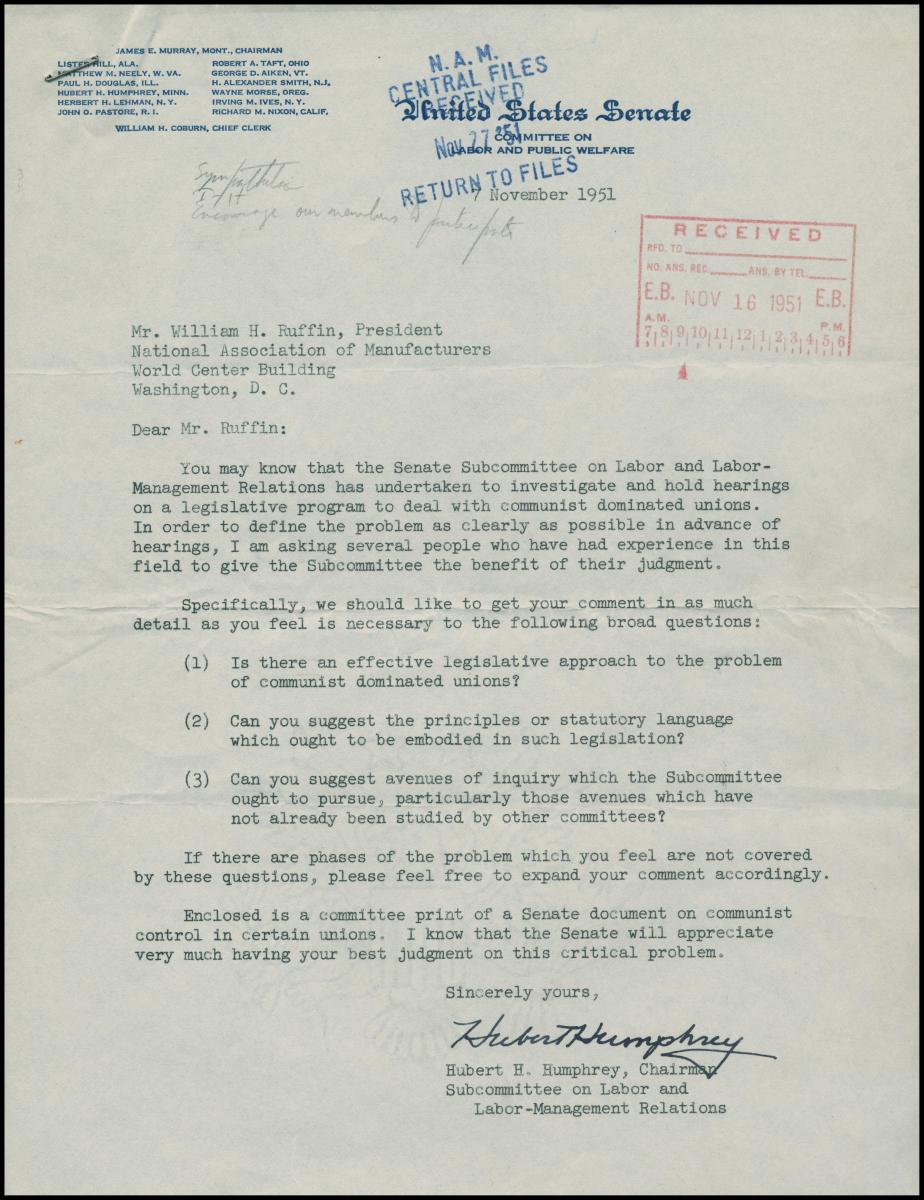 JAMES E. MURRAY, MONT., CHAIRMAN
LISTER HILL, ALA.
MATTHEW M. NEELY, W. VA.
PAUL H. DOUGLAS, ILL.
HUBERT H. HUMPHREY, MINN.
HERBERT H. LEHMAN, N. Y.
JOHN O. PASTORE, R. I.
ROBERT A. TAFT, OHIO
GEORGE D. AIKEN, VT.
H. ALEXANDER SMITH, N.J.
WAYNE MORSE, OREG.
IRVING M. IVES, N. Y.
RICHARD M. NIXON, CALIF.
WILLIAM H. COBURN, CHIEF CLERK
N. A. M.
CENTRAL FILES
RECEIVED
Nov 27 '51
RETURN TO FILES
United States Senate
COMMITTEE ON
LABOR AND PUBLIC WELFARE
7 November 1951
Sympathetic
Encourage our members to participate
RECEIVED
RFD. TO
NO. ANS. REC. ANS. BY TEL.
E.B. NOV 16 1951 E.B.
A.M. P.M.
7 8 9 10 11 12 1 2 3 4 5 6
Mr. William H. Ruffin, President
National Association of Manufacturers
World Center Building
Washington, D. C.
Dear Mr. Ruffin:
You may know that the Senate Subcommittee on Labor and Labor-
Management Relations has undertaken to investigate and hold hearings
on a legislative program to deal with communist dominated unions.
In order to define the problem as clearly as possible in advance of
hearings, I am asking several people who have had experience in this
field to give the Subcommittee the benefit of their judgment.
Specifically, we should like to get your comment in as much
detail as you feel is necessary to the following broad questions:
(1) Is there an effective legislative approach to the problem
of communist dominated unions?
(2) Can you suggest the principles or statutory language
which ought to be embodied in such legislation?
(3) Can you suggest avenues of inquiry which the Subcommittee
ought to pursue, particularly those avenues which have
not already been studied by other committees?
If there are phases of the problem which you feel are not covered
by these questions, please feel free to expand your comment accordingly.
Enclosed is a committee print of a Senate document on communist
control in certain unions. I know that the Senate will appreciate
very much having your best judgment on this critical problem.
Sincerely yours,
Hubert Humphrey
Hubert H. Humphrey, Chairman
Subcommittee on Labor and
Labor-Management Relations